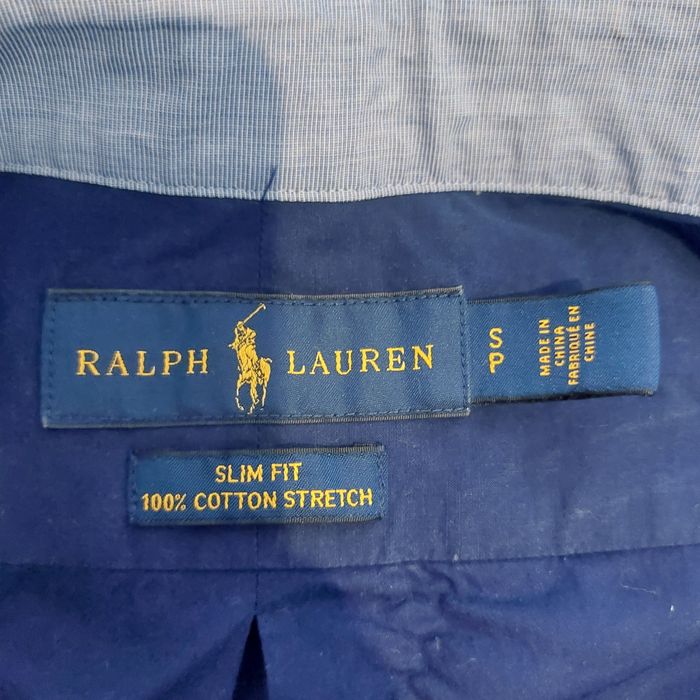 RALPH LAUREN
S
P
MADE IN
CHINA
FABRIQUÉ EN
CHINE
SLIM FIT
100% COTTON STRETCH